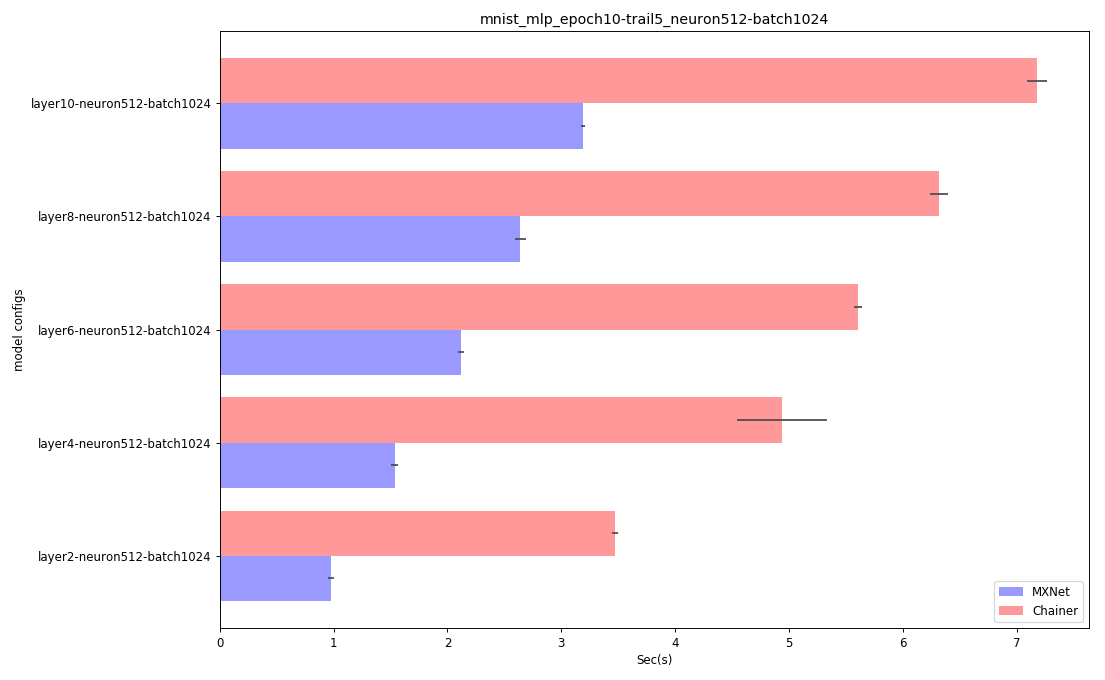 mnist_mlp_epoch10-trail5_neuron512-batch1024
layer10-neuron512-batch1024
layer8-neuron512-batch1024
layer6-neuron512-batch1024
layer4-neuron512-batch1024
layer2-neuron512-batch1024
model configs
MXNet
Chainer
0 1 2 3 4 5 6 7
Sec(s)